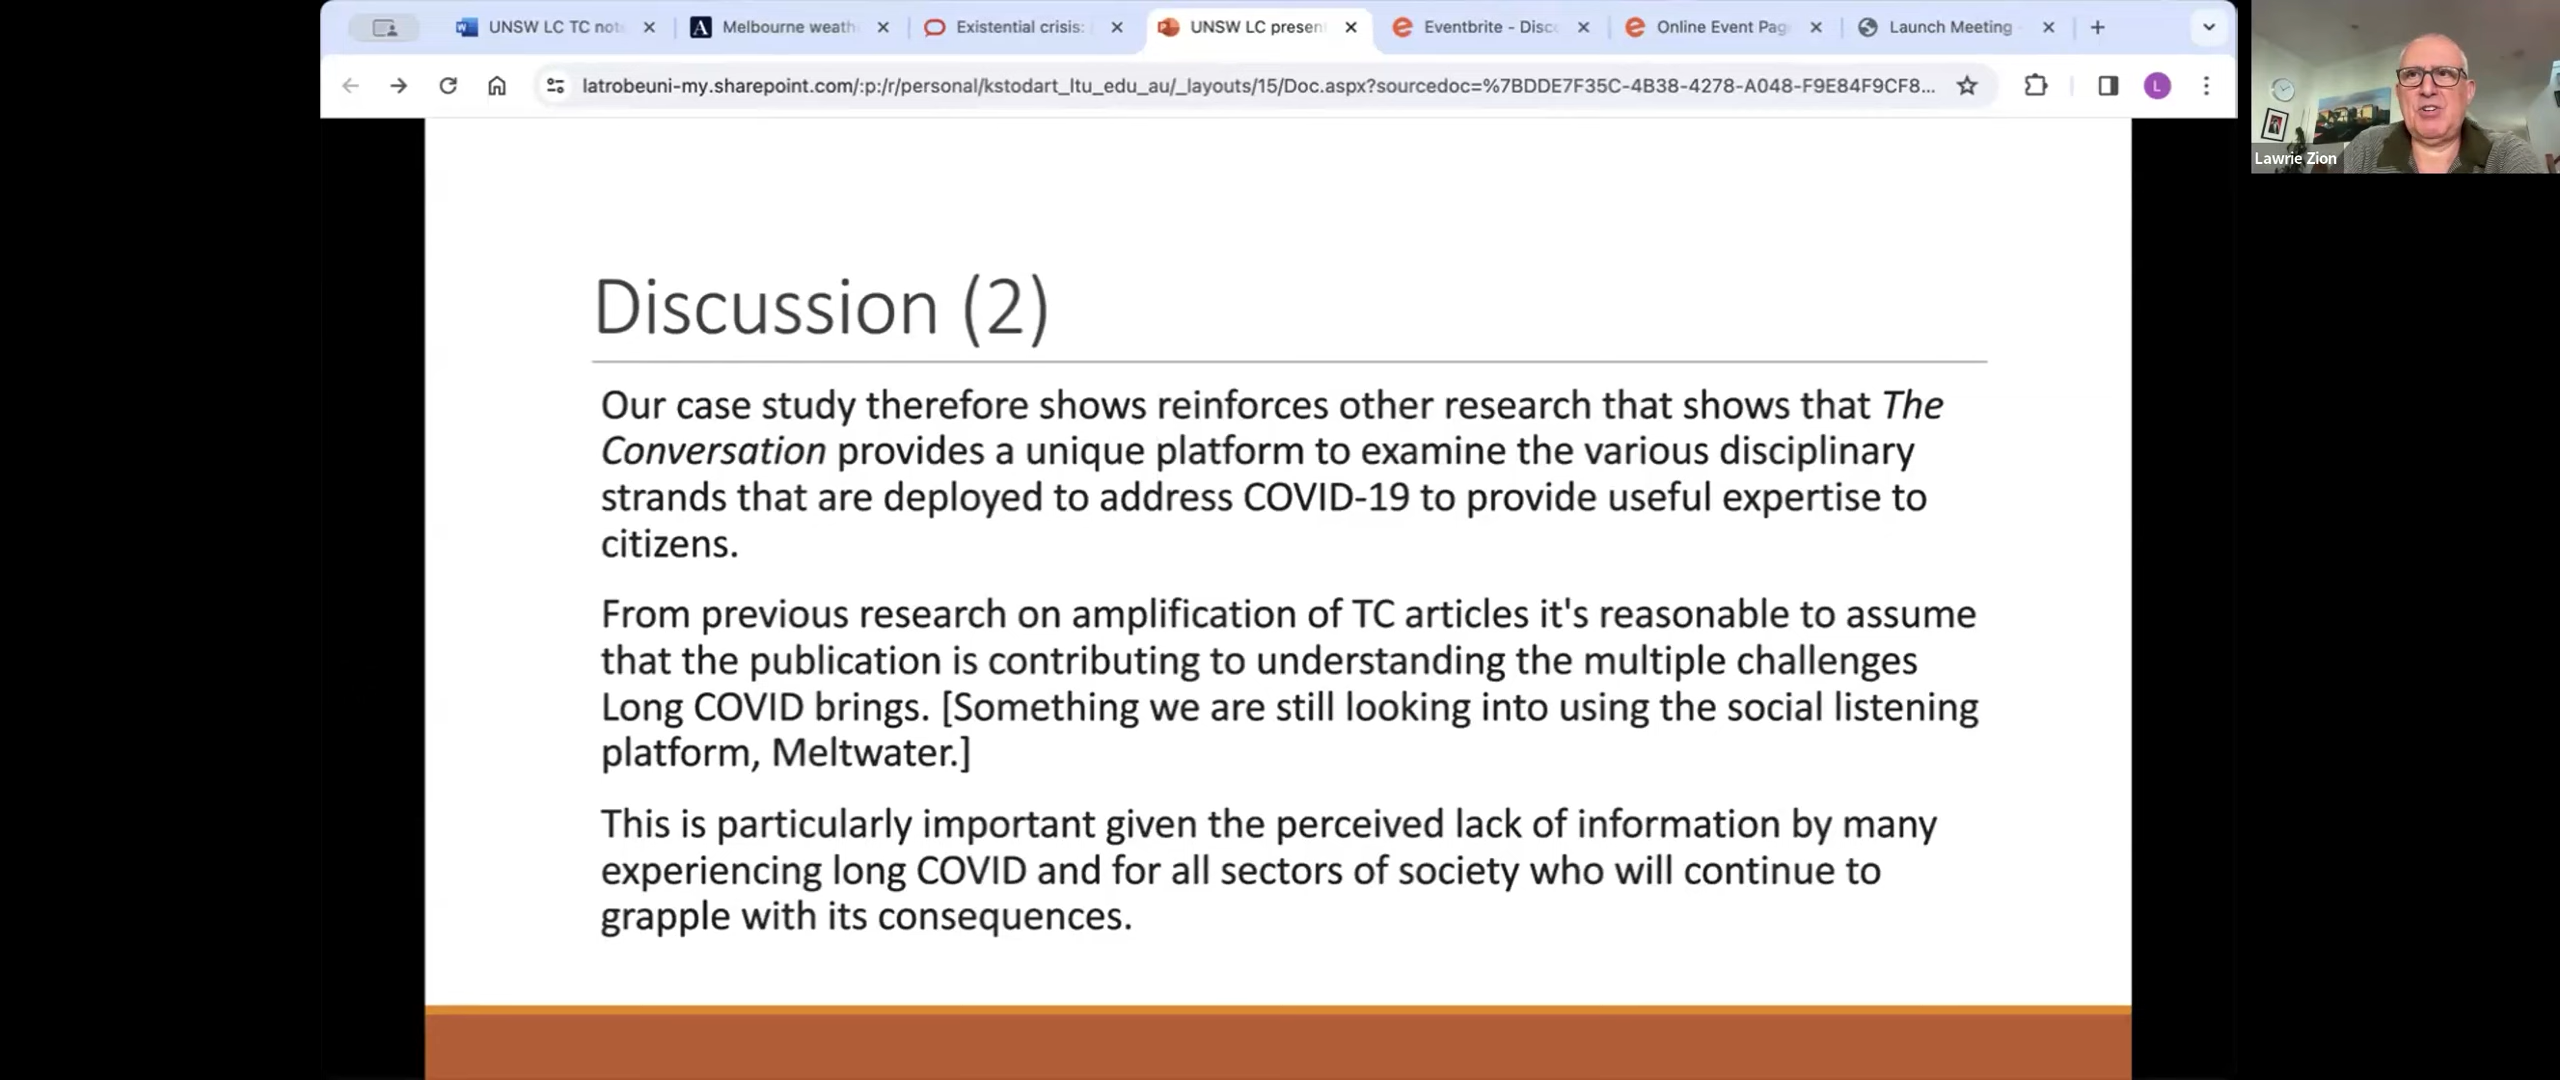 UNSW LC TC not
Melbourne weath
Existential crisis:
UNSW LC presen
Eventbrite - Disc
Online Event Pag
Launch Meeting
latrobeuni-my.sharepoint.com/:p:/r/personal/kstodart_ltu_edu_au/_layouts/15/Doc.aspx?sourcedoc=%7BDDE7F35C-4B38-4278-A048-F9E84F9CF8...
L
Lawrie Zion
Discussion (2)
Our case study therefore shows reinforces other research that shows that The
Conversation provides a unique platform to examine the various disciplinary
strands that are deployed to address COVID-19 to provide useful expertise to
citizens.
From previous research on amplification of TC articles it's reasonable to assume
that the publication is contributing to understanding the multiple challenges
Long COVID brings. [Something we are still looking into using the social listening
platform, Meltwater.]
This is particularly important given the perceived lack of information by many
experiencing long COVID and for all sectors of society who will continue to
grapple with its consequences.